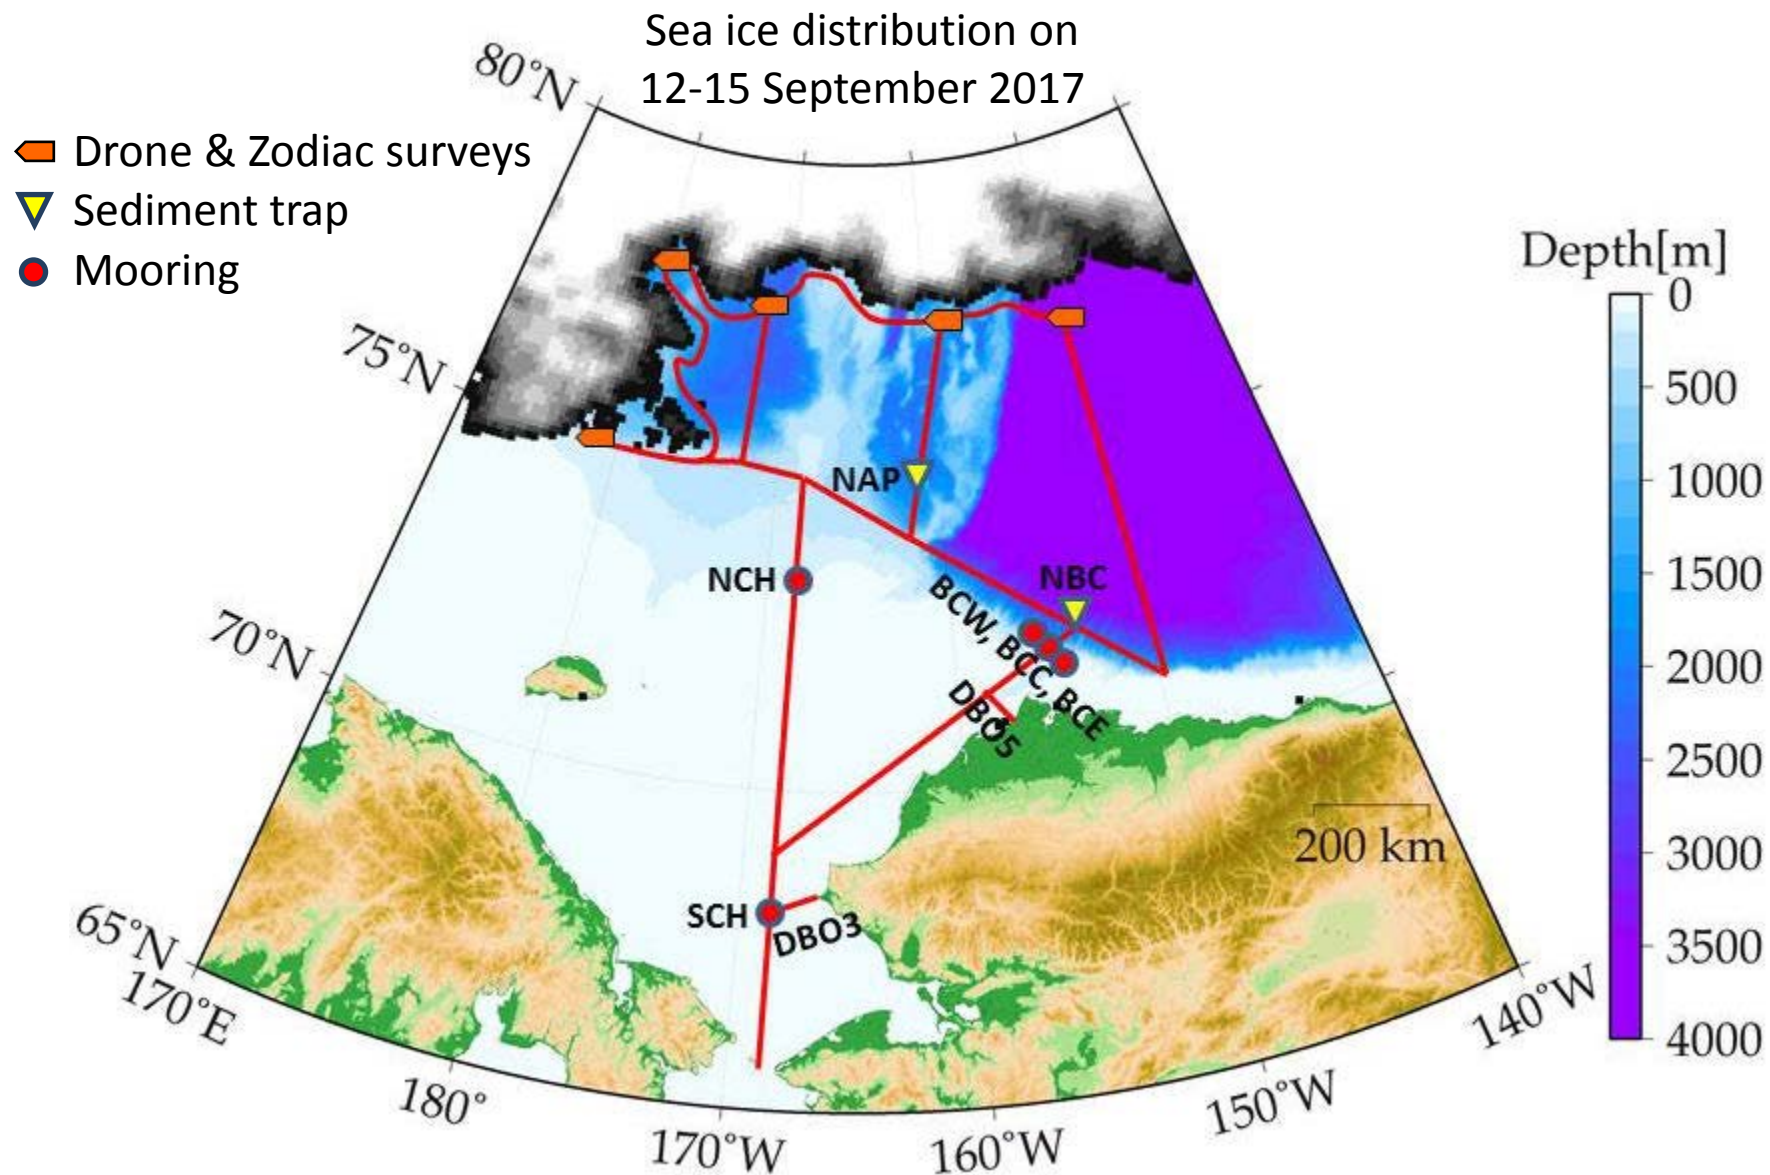 Sea ice distribution on
12-15 September 2017
Drone & Zodiac surveys
Sediment trap
Mooring
80°N
75°N
70°N
65°N
170°E
180°
170°W
160°W
150°W
140°W
NAP
NBC
NCH
BCW, BCC, BCE
DBO5
SCH
DBO3
200 km
Depth[m]
0
500
1000
1500
2000
2500
3000
3500
4000